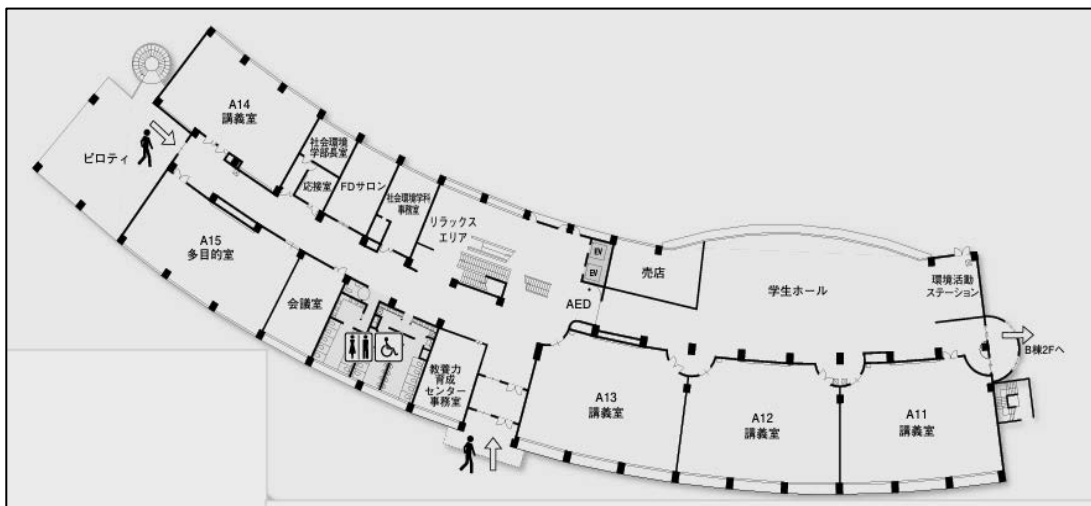 A14
講義室
ピロティ
社会環境
学部長室
応接室
FDサロン
社会環境学科
事務室
リラックス
エリア
A15
多目的室
会議室
EV
EV
AED
売店
学生ホール
環境活動
ステーション
B棟2Fへ
教養力
育成
センター
事務室
A13
講義室
A12
講義室
A11
講義室